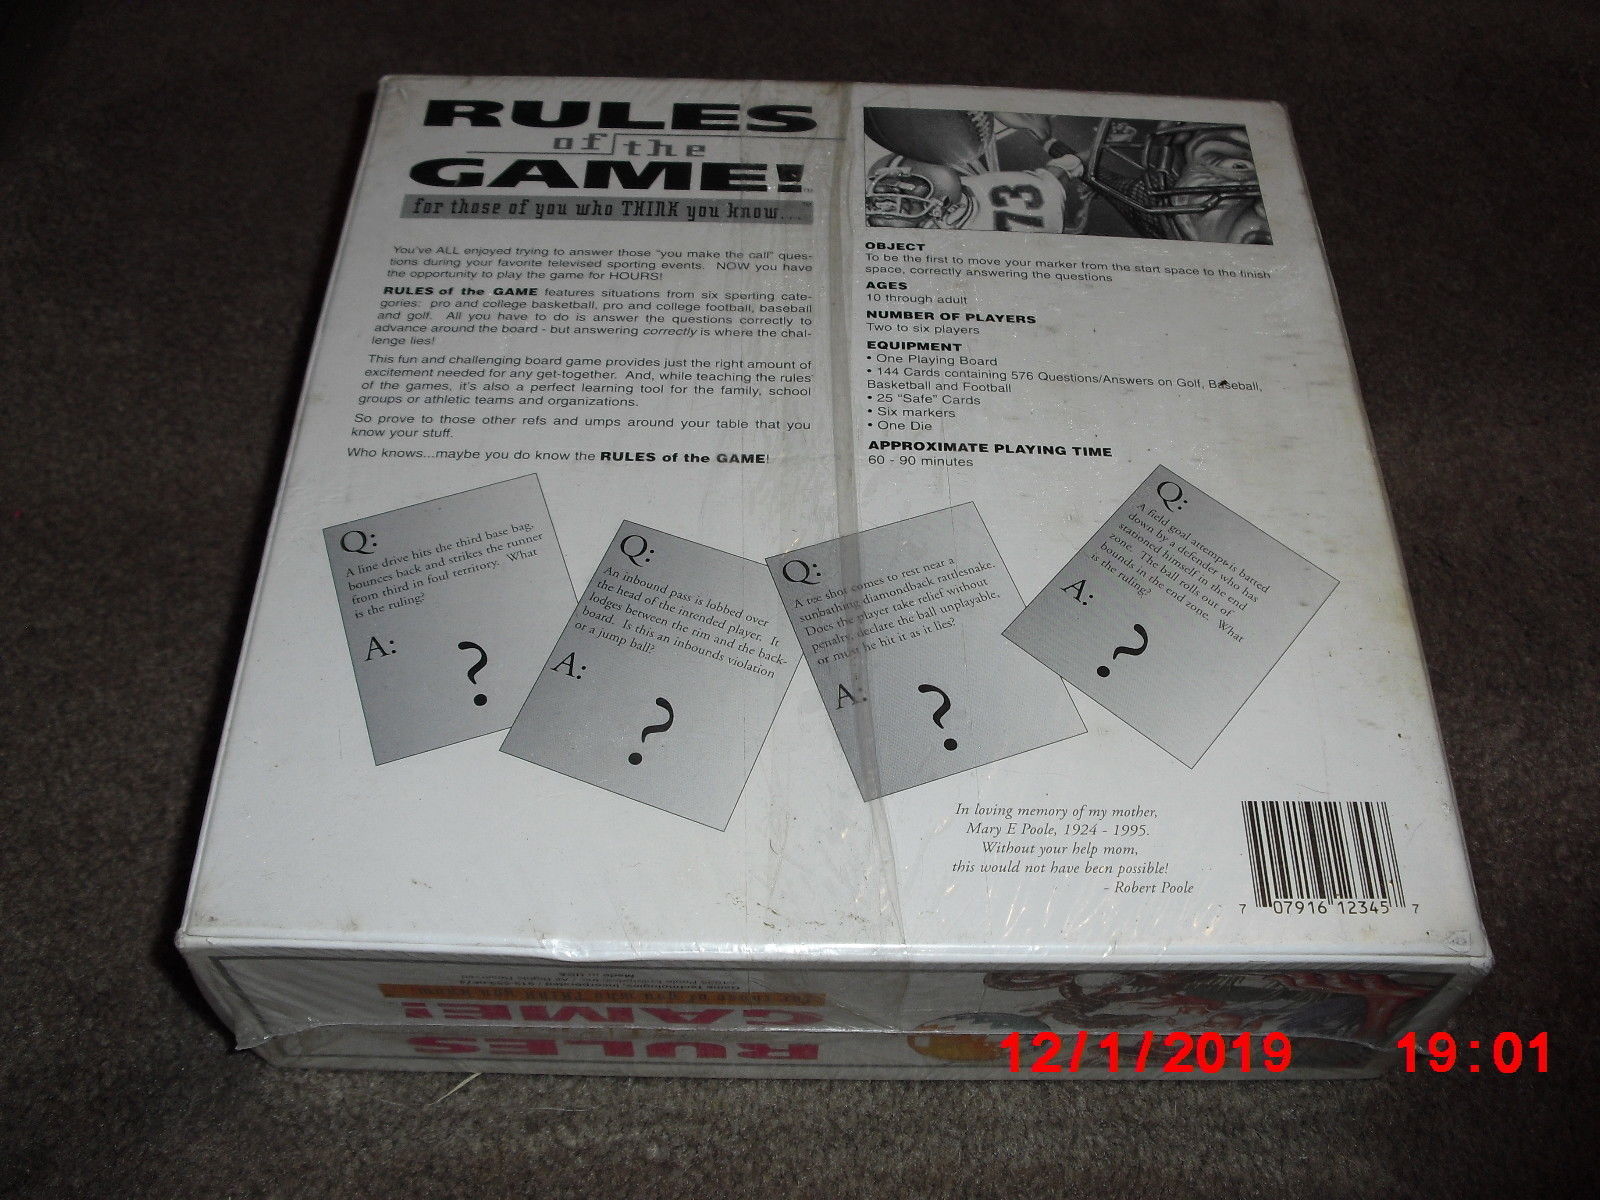 RULES
of the
GAME!
for those of you who THINK you know...
You've ALL enjoyed trying to answer those "you make the call" ques-
tions during your favorite televised sporting events. NOW you have
the opportunity to play the game for HOURS!
RULES of the GAME features situations from six sporting cate-
gories: pro and college basketball, pro and college football, baseball
and golf. All you have to do is answer the questions correctly to
advance around the board - but answering correctly is where the chal-
lenge lies!
This fun and challenging board game provides just the right amount of
excitement needed for any get-together. And, while teaching the rules
of the games, it's also a perfect learning tool for the family, school
groups or athletic teams and organizations.
So prove to those other refs and umps around your table that you
know your stuff.
Who knows...maybe you do know the RULES of the GAME!
73
OBJECT
To be the first to move your marker from the start space to the finish
space, correctly answering the questions
AGES
10 through adult
NUMBER OF PLAYERS
Two to six players
EQUIPMENT
• One Playing Board
• 144 Cards containing 576 Questions/Answers on Golf, Baseball,
Basketball and Football
• 25 "Safe" Cards
• Six markers
• One Die
APPROXIMATE PLAYING TIME
60 - 90 minutes
Q:
A line drive hits the third base bag,
bounces back and strikes the runner
from third in foul territory. What
is the ruling?
A:
?
Q:
An inbound pass is lobbed over
the head of the intended player. It
lodges between the rim and the back-
board. Is this an inbounds violation
or a jump ball?
A:
?
Q:
A tee shot comes to rest near a
sunbathing diamondback rattlesnake.
Does the player take relief without
penalty, declare the ball unplayable,
or must he hit it as it lies?
A:
?
Q:
A field goal attempt is batted
down by a defender who has
stationed himself in the end
zone. The ball rolls out of
bounds in the end zone. What
is the ruling?
A:
?
In loving memory of my mother,
Mary E Poole, 1924 - 1995.
Without your help mom,
this would not have been possible!
- Robert Poole
7 07916 12345 7
RULES
GAME!
for those of you who THINK you know
Made in USA
12/1/2019 19:01